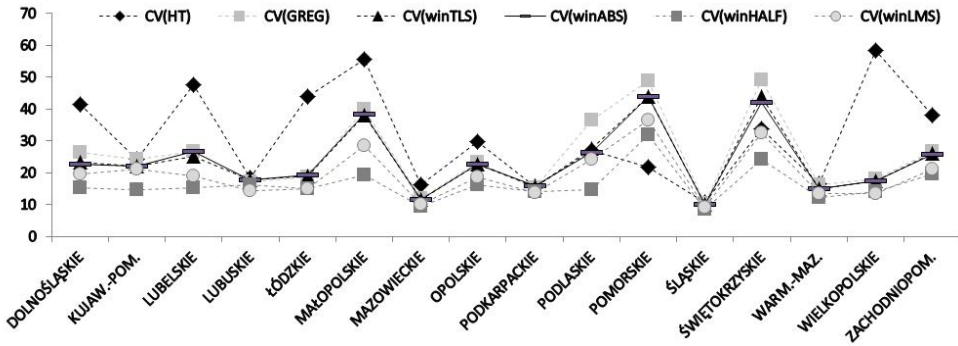 CV(HT) CV(GREG) CV(winTLS) CV(winABS) CV(winHALF) CV(winLMS)
70
60
50
40
30
20
10
0
DOLNOŚLĄSKIE
KUJAW.-POM.
LUBELSKIE
LUBUSKIE
ŁÓDZKIE
MAŁOPOLSKIE
MAZOWIECKIE
OPOLSKIE
PODKARPACKIE
PODLASKIE
POMORSKIE
ŚLĄSKIE
ŚWIĘTOKRZYSKIE
WARM.-MAZ.
WIELKOPOLSKIE
ZACHODNIOPOM.